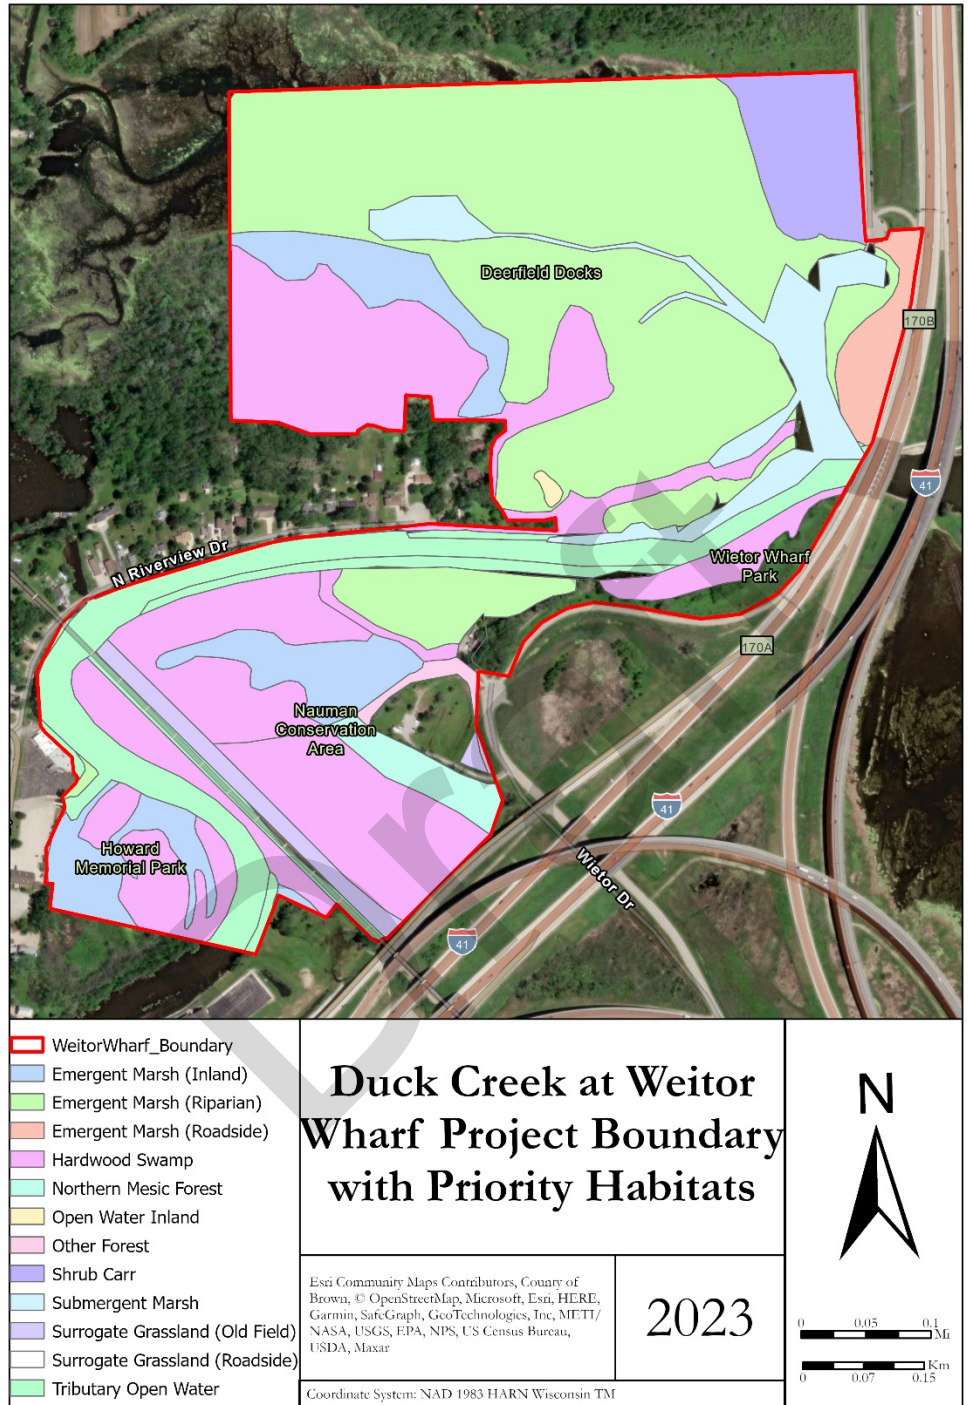 Deerfield Docks
170B
41
N Riverview Dr
Wietor Wharf
Park
170A
Nauman
Conservation
Area
41
Howard
Memorial Park
Wietor Dr
41
Draft
WeitorWharf_Boundary
Emergent Marsh (Inland)
Emergent Marsh (Riparian)
Emergent Marsh (Roadside)
Hardwood Swamp
Northern Mesic Forest
Open Water Inland
Other Forest
Shrub Carr
Submergent Marsh
Surrogate Grassland (Old Field)
Surrogate Grassland (Roadside)
Tributary Open Water
Duck Creek at Weitor
Wharf Project Boundary
with Priority Habitats
Esri Community Maps Contributors, County of
Brown, © OpenStreetMap, Microsoft, Esri, HERE,
Garmin, SafeGraph, GeoTechnologies, Inc, METI/
NASA, USGS, EPA, NPS, US Census Bureau,
USDA, Maxar
2023
Coordinate System: NAD 1983 HARN Wisconsin TM
N
0 0.05 0.1
Mi
Km
0 0.07 0.15